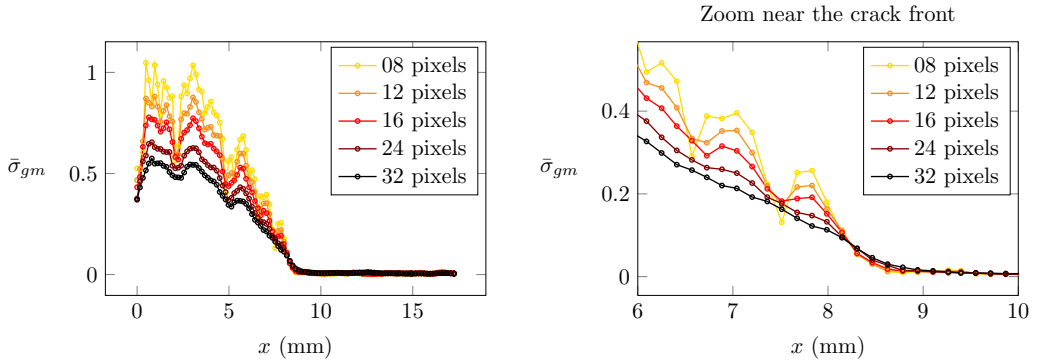 1
0.5
0
0
5
10
15
x (mm)
σ̄gm
08 pixels
12 pixels
16 pixels
24 pixels
32 pixels
Zoom near the crack front
0.4
0.2
0
6
7
8
9
10
x (mm)
σ̄gm
08 pixels
12 pixels
16 pixels
24 pixels
32 pixels